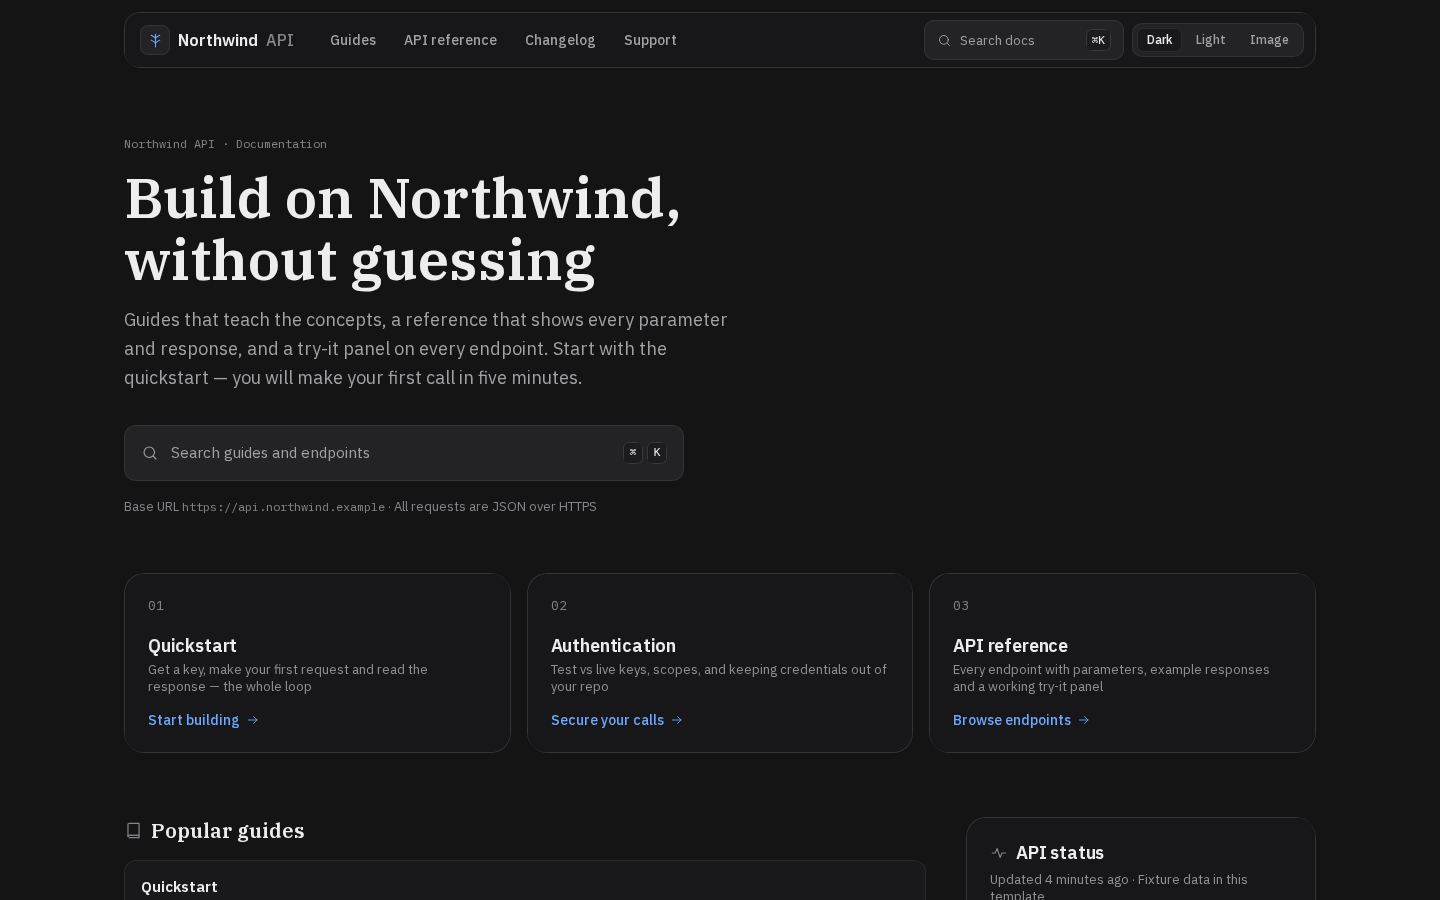 Northwind API
Guides
API reference
Changelog
Support
Search docs
⌘K
Dark
Light
Image
Northwind API · Documentation
Build on Northwind,
without guessing
Guides that teach the concepts, a reference that shows every parameter
and response, and a try-it panel on every endpoint. Start with the
quickstart — you will make your first call in five minutes.
Search guides and endpoints
⌘ K
Base URL https://api.northwind.example · All requests are JSON over HTTPS
01
Quickstart
Get a key, make your first request and read the
response — the whole loop
Start building →
02
Authentication
Test vs live keys, scopes, and keeping credentials out of
your repo
Secure your calls →
03
API reference
Every endpoint with parameters, example responses
and a working try-it panel
Browse endpoints →
Popular guides
Quickstart
API status
Updated 4 minutes ago · Fixture data in this
template